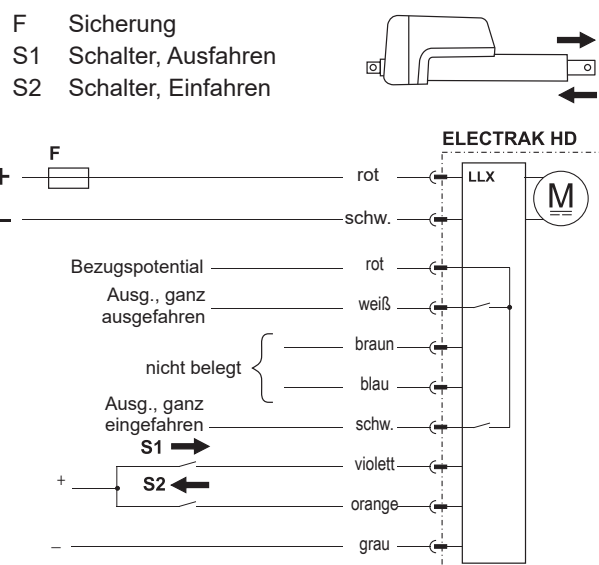 F Sicherung
S1 Schalter, Ausfahren
S2 Schalter, Einfahren
ELECTRAK HD
F
+ rot LLX
M
– schw.
Bezugspotential rot
Ausg., ganz
ausgefahren
weiß
braun
nicht belegt
blau
Ausg., ganz
eingefahren
schw.
S1
violett
+ S2
orange
– grau